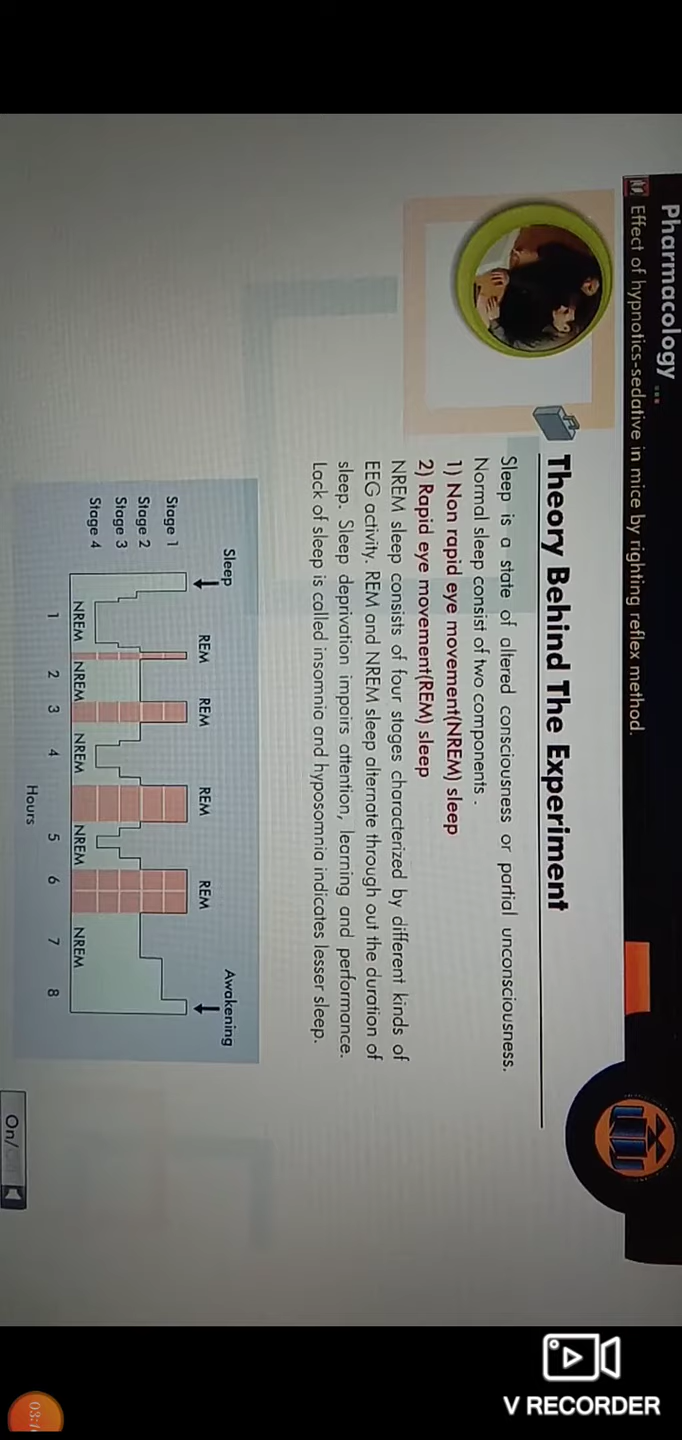 Pharmacology ...
Effect of hypnotics-sedative in mice by righting reflex method.
Theory Behind The Experiment
Sleep is a state of altered consciousness or partial unconsciousness.
Normal sleep consist of two components .
1) Non rapid eye movement(NREM) sleep
2) Rapid eye movement(REM) sleep
NREM sleep consists of four stages characterized by different kinds of
EEG activity. REM and NREM sleep alternate through out the duration of
sleep. Sleep deprivation impairs attention, learning and performance.
Lack of sleep is called insomnia and hyposomnia indicates lesser sleep.
Sleep Awakening
REM REM REM REM
Stage 1
Stage 2
Stage 3
Stage 4
NREM NREM NREM NREM NREM
1 2 3 4 5 6 7 8
Hours
On/
V RECORDER